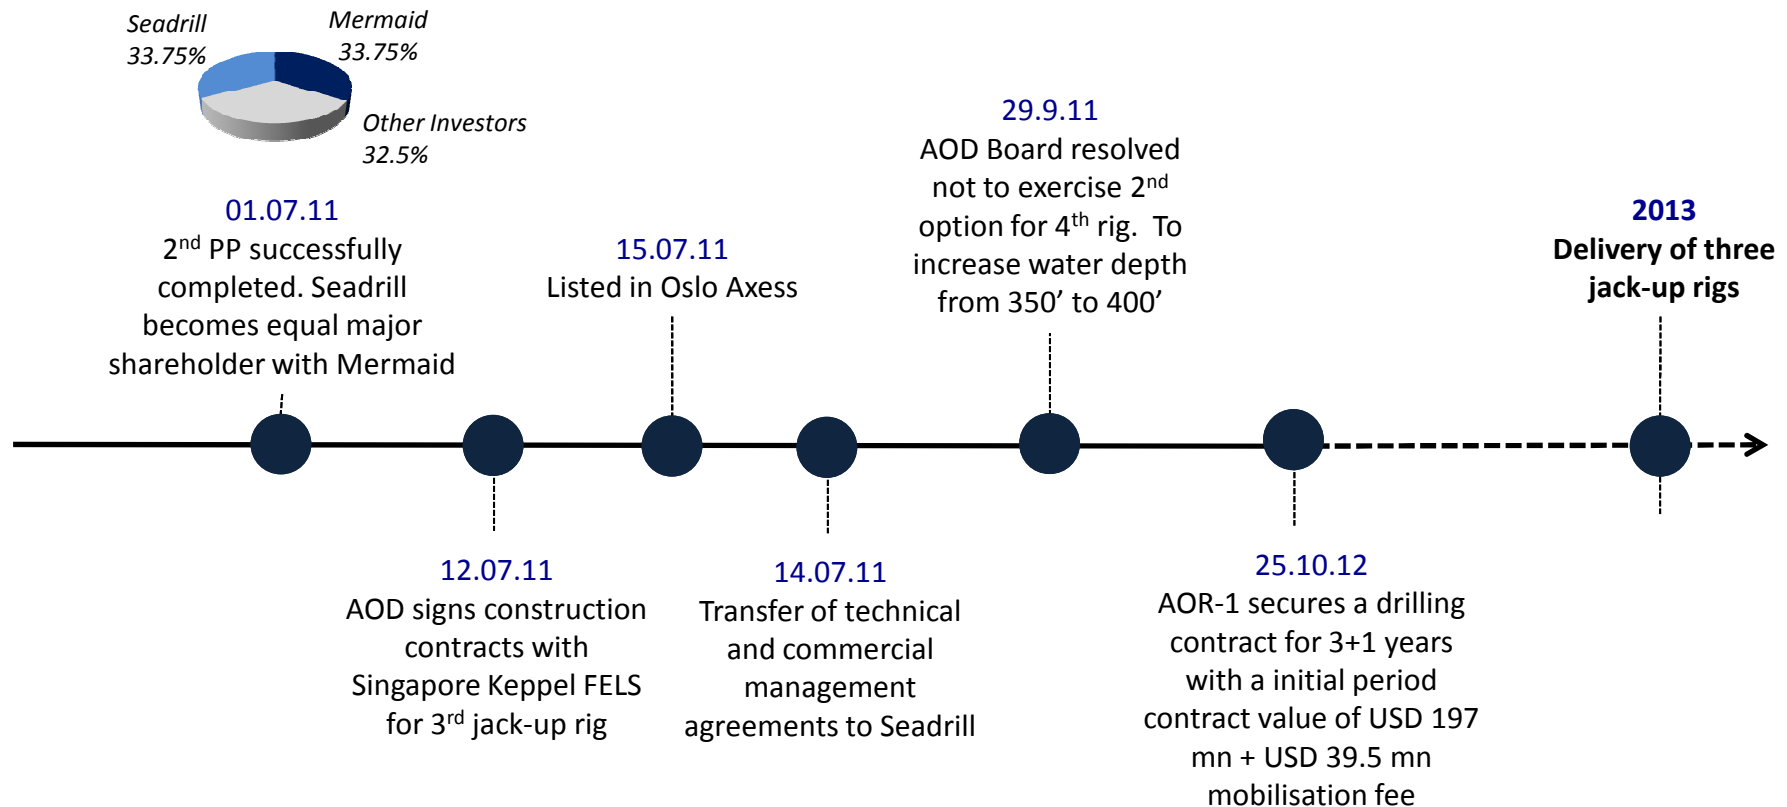 Seadrill
33.75%
Mermaid
33.75%
Other Investors
32.5%
01.07.11
2nd PP successfully
completed. Seadrill
becomes equal major
shareholder with Mermaid
12.07.11
AOD signs construction
contracts with
Singapore Keppel FELS
for 3rd jack-up rig
15.07.11
Listed in Oslo Axess
14.07.11
Transfer of technical
and commercial
management
agreements to Seadrill
29.9.11
AOD Board resolved
not to exercise 2nd
option for 4th rig. To
increase water depth
from 350’ to 400’
25.10.12
AOR-1 secures a drilling
contract for 3+1 years
with a initial period
contract value of USD 197
mn + USD 39.5 mn
mobilisation fee
2013
Delivery of three
jack-up rigs